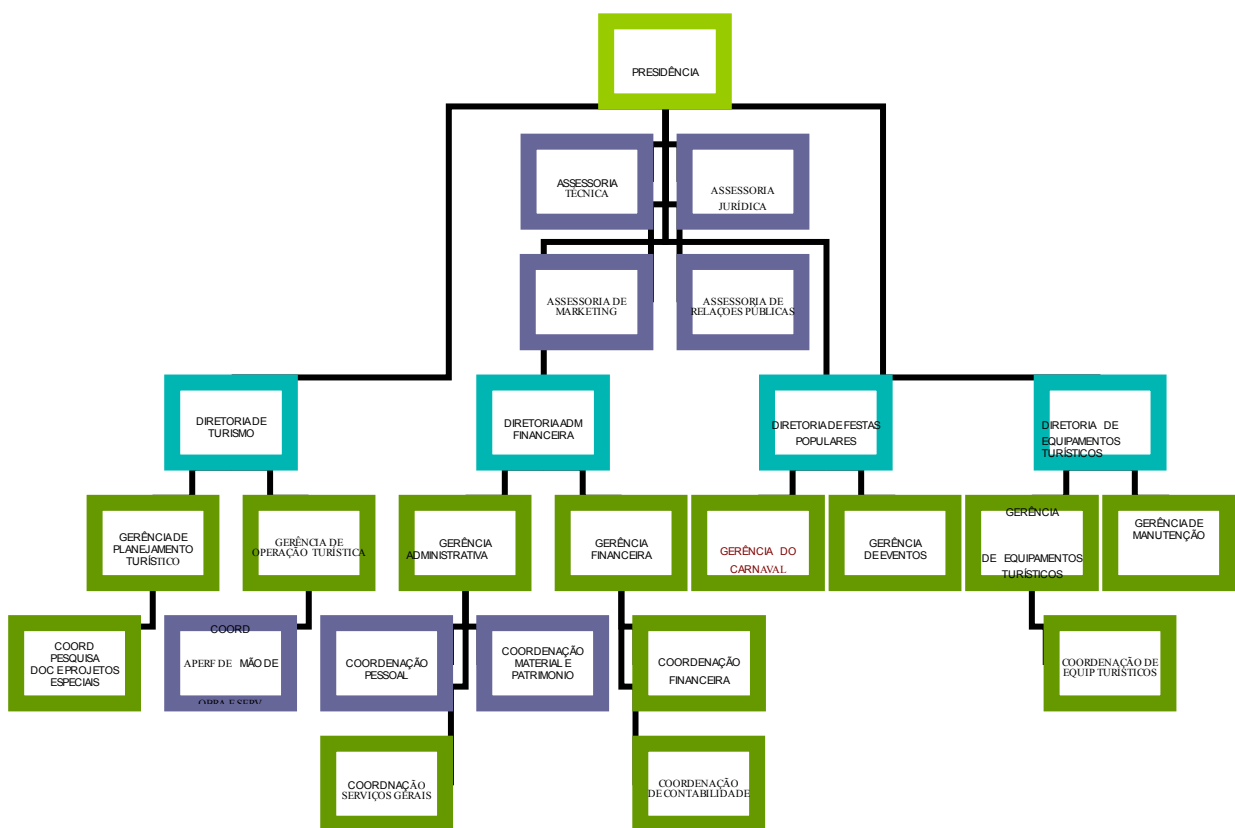 PRESIDÊNCIA
ASSESSORIA
TÉCNICA
ASSESSORIA
JURÍDICA
ASSESSORIA DE
MARKETING
ASSESSORIA DE
RELAÇOES PÚBLICAS
DIRETORIA DE
TURISMO
DIRETORIA ADM
FINANCEIRA
DIRETORIA DE FESTAS
POPULARES
DIRETORIA DE
EQUIPAMENTOS
TURÍSTICOS
GERÊNCIA DE
PLANEJAMENTO
TURÍSTICO
GERÊNCIA DE
OPERAÇÃO TURÍSTICA
GERÊNCIA
ADMINISTRATIVA
GERÊNCIA
FINANCEIRA
GERÊNCIA DO
CARNAVAL
GERÊNCIA
DE EVENTOS
GERÊNCIA
DE EQUIPAMENTOS
TURÍSTICOS
GERÊNCIA DE
MANUTENÇÃO
COORD
PESQUISA
DOC E PROJETOS
ESPECIAIS
COORD
APERF DE MÃO DE
OBRA E SERV
COORDENAÇÃO
PESSOAL
COORDENAÇÃO
MATERIAL E
PATRIMONIO
COORDENAÇÃO
FINANCEIRA
COORDENAÇÃO DE
EQUIP TURÍSTICOS
COORDNAÇÃO
SERVIÇOS GERAIS
COORDENAÇÃO
DE CONTABILIDADE